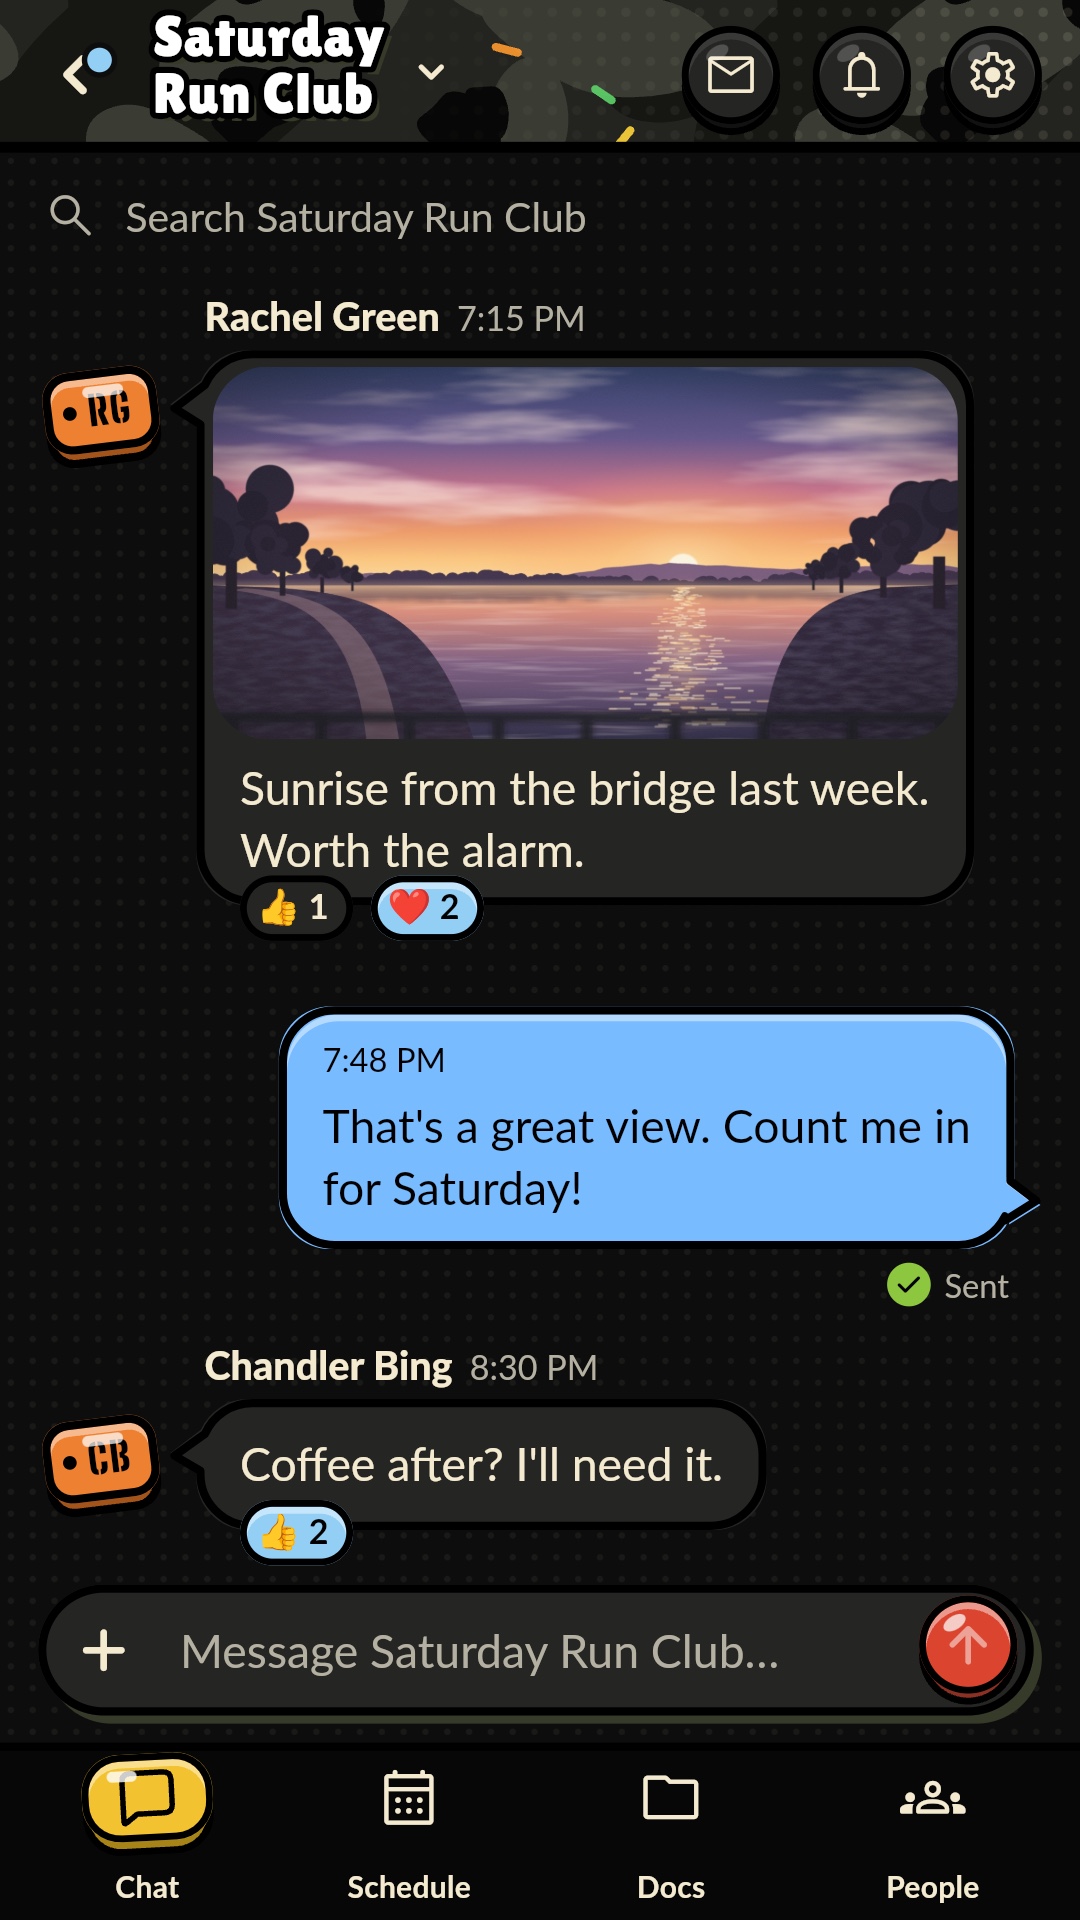 Saturday
Run Club
Search Saturday Run Club
Rachel Green 7:15 PM
RG
Sunrise from the bridge last week.
Worth the alarm.
👍 1 ❤️ 2
7:48 PM
That's a great view. Count me in
for Saturday!
Sent
Chandler Bing 8:30 PM
CB
Coffee after? I'll need it.
👍 2
Message Saturday Run Club...
Chat Schedule Docs People